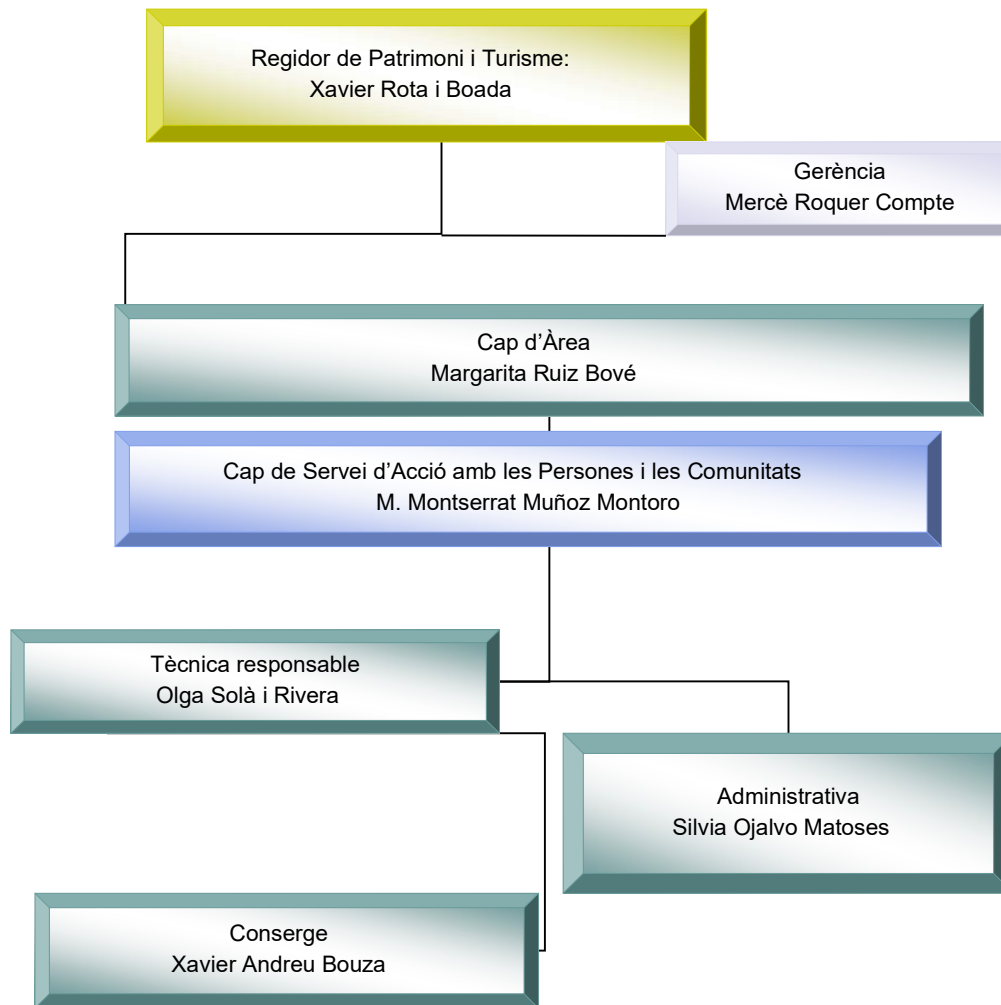 Regidor de Patrimoni i Turisme:
Xavier Rota i Boada
Gerència
Mercè Roquer Compte
Cap d’Àrea
Margarita Ruiz Bové
Cap de Servei d’Acció amb les Persones i les Comunitats
M. Montserrat Muñoz Montoro
Tècnica responsable
Olga Solà i Rivera
Administrativa
Silvia Ojalvo Matoses
Conserge
Xavier Andreu Bouza